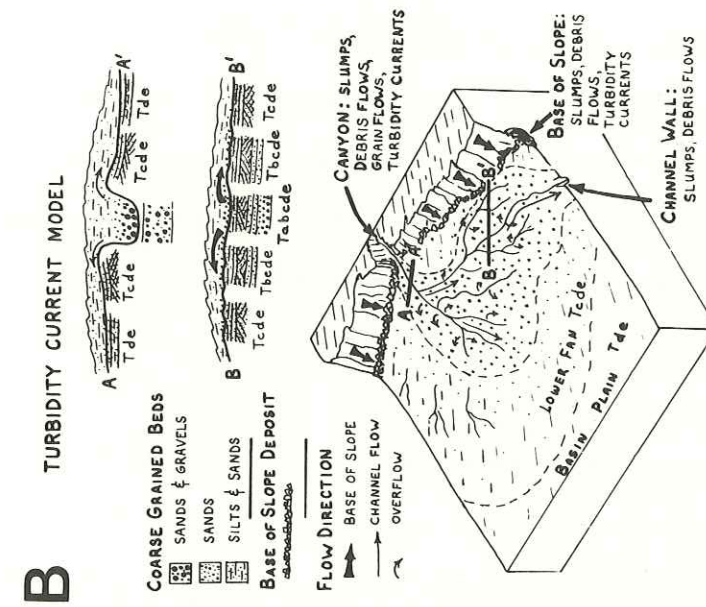 B
TURBIDITY CURRENT MODEL
COARSE GRAINED BEDS
SANDS & GRAVELS
SANDS
SILTS & SANDS
BASE OF SLOPE DEPOSIT
FLOW DIRECTION
BASE OF SLOPE
CHANNEL FLOW
OVERFLOW
A
A'
Tde
Tcde
Tcde
Tde
B
B'
Tcde
Tbcde
Tabcde
Tbcde
Tcde
CANYON: SLUMPS,
DEBRIS FLOWS,
GRAIN FLOWS,
TURBIDITY CURRENTS
A
A'
B
B'
BASE OF SLOPE:
SLUMPS, DEBRIS
FLOWS,
TURBIDITY
CURRENTS
CHANNEL WALL:
SLUMPS, DEBRIS FLOWS
LOWER FAN Tcde
BASIN PLAIN Tde